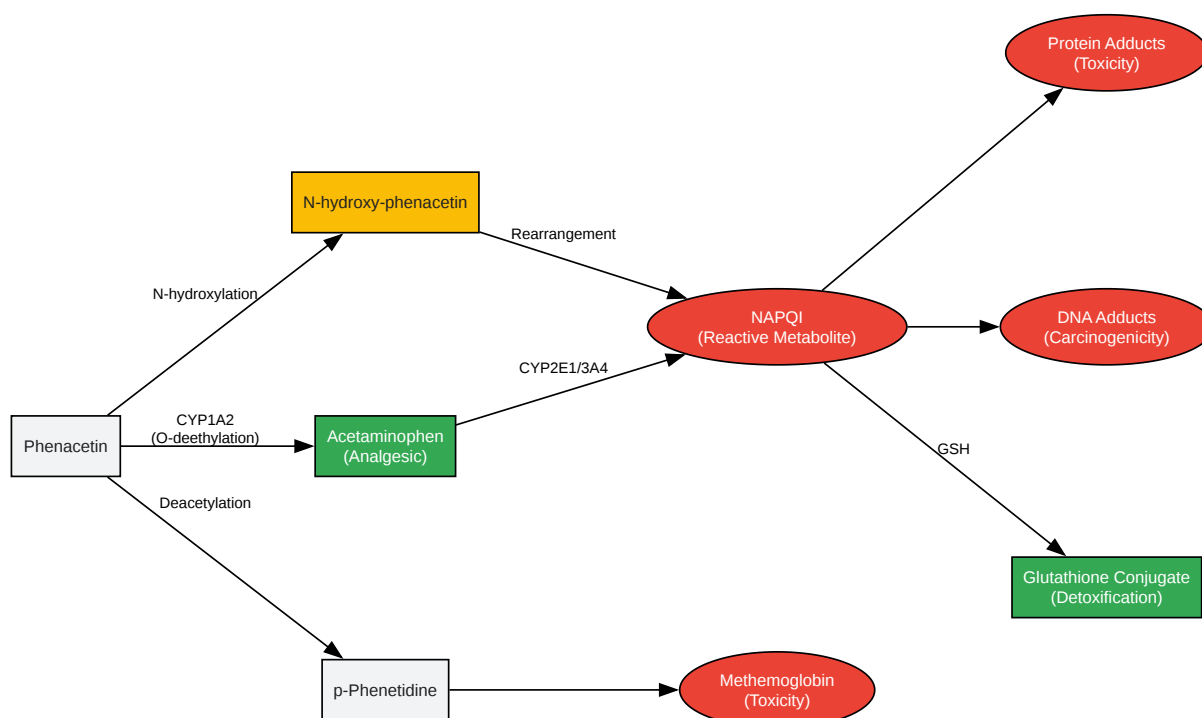 Protein Adducts
(Toxicity)
N-hydroxy-phenacetin
Rearrangement
N-hydroxylation
NAPQI
(Reactive Metabolite)
DNA Adducts
(Carcinogenicity)
CYP2E1/3A4
CYP1A2
(O-deethylation)
Phenacetin
Acetaminophen
(Analgesic)
GSH
Deacetylation
Glutathione Conjugate
(Detoxification)
p-Phenetidine
Methemoglobin
(Toxicity)